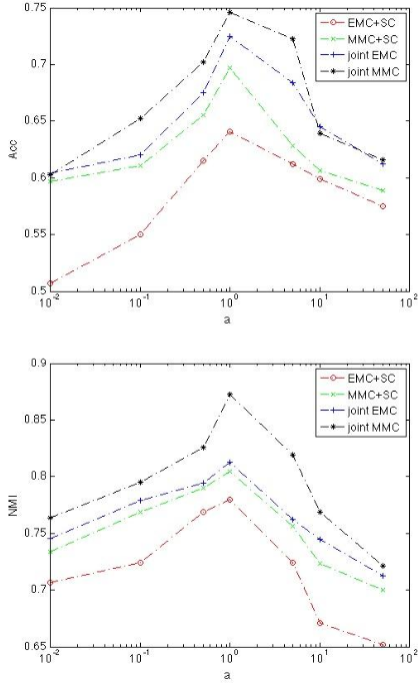 0.75
EMC+SC
MMC+SC
joint EMC
joint MMC
0.7
0.65
Acc
0.6
0.55
0.5
10^-2 10^-1 10^0 10^1 10^2
a
0.9
EMC+SC
MMC+SC
joint EMC
joint MMC
0.85
0.8
NMI
0.75
0.7
0.65
10^-2 10^-1 10^0 10^1 10^2
a